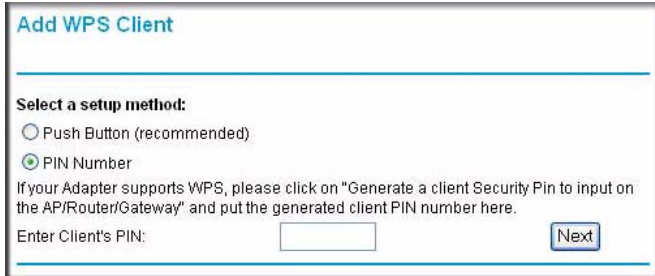 Add WPS Client
Select a setup method:
Push Button (recommended)
PIN Number
If your Adapter supports WPS, please click on "Generate a client Security Pin to input on
the AP/Router/Gateway" and put the generated client PIN number here.
Enter Client's PIN: Next